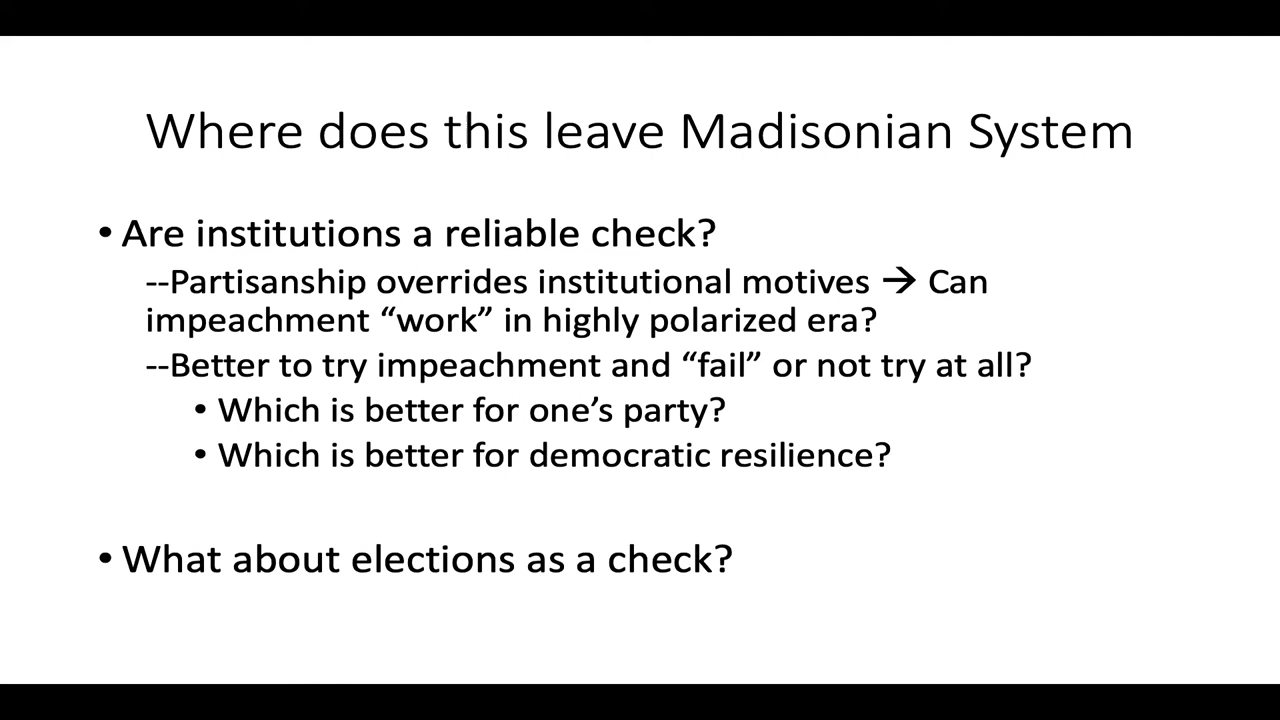 Where does this leave Madisonian System
• Are institutions a reliable check?
--Partisanship overrides institutional motives → Can
impeachment “work” in highly polarized era?
--Better to try impeachment and “fail” or not try at all?
• Which is better for one’s party?
• Which is better for democratic resilience?
• What about elections as a check?